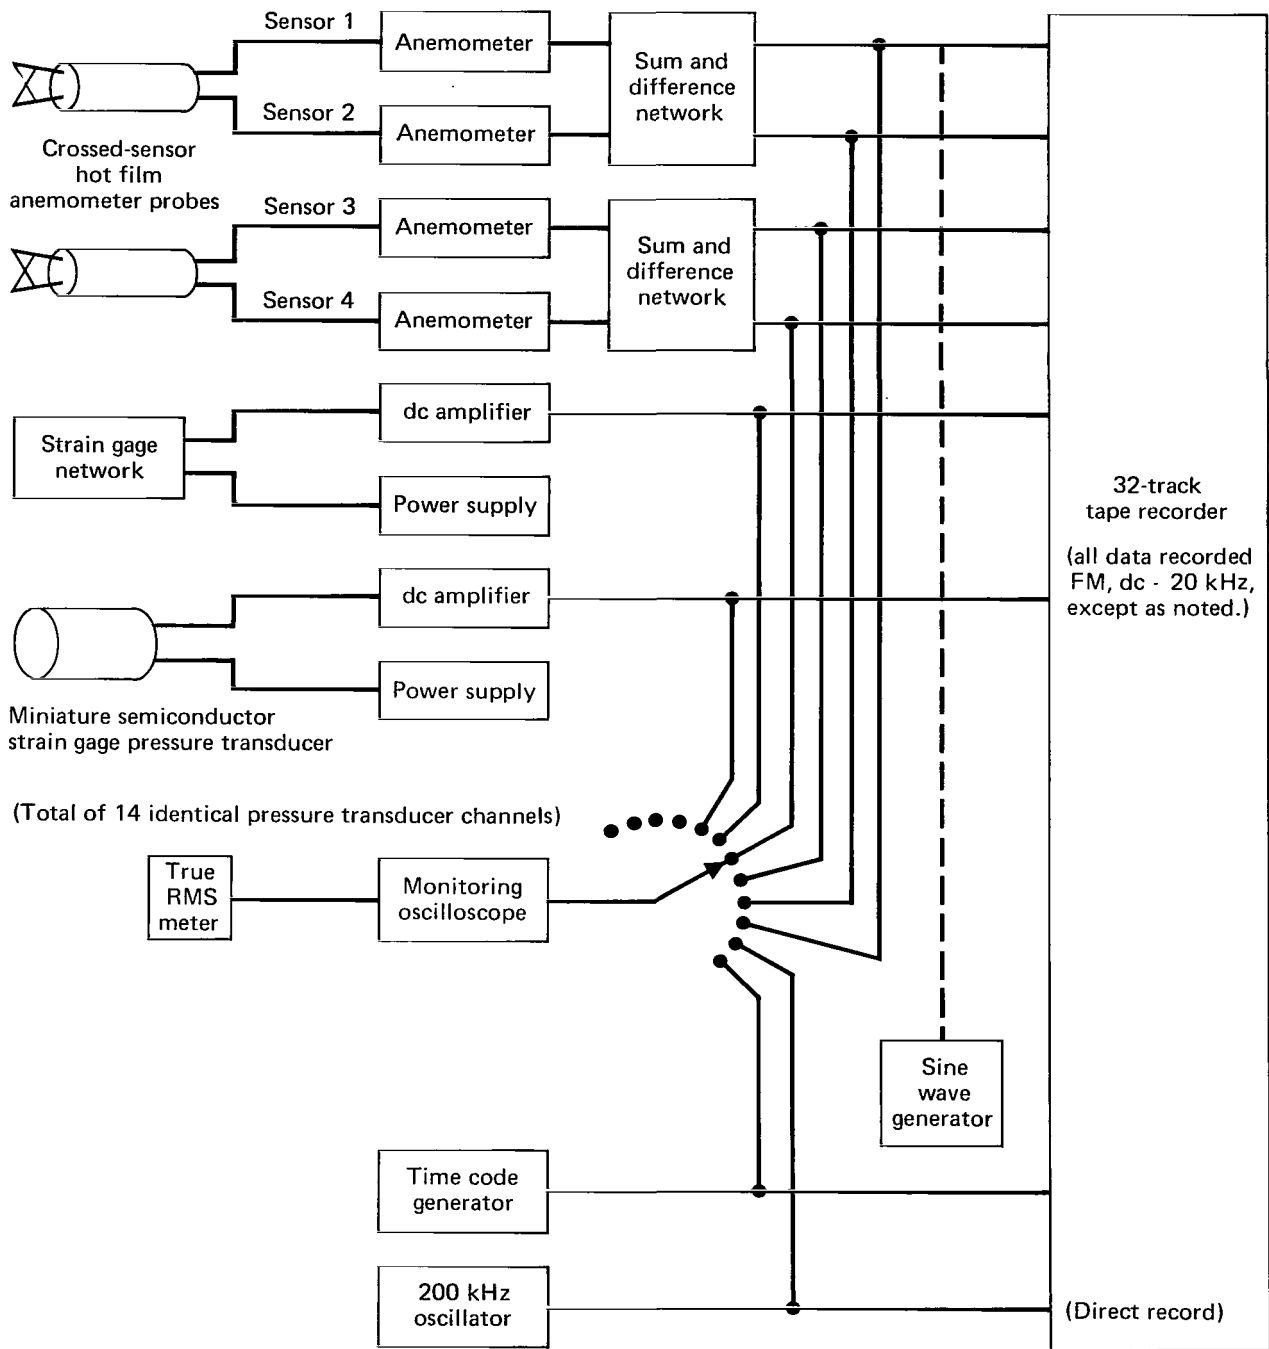 Sensor 1
Anemometer
Sum and
difference
network
Sensor 2
Anemometer
Crossed-sensor
hot film
anemometer probes
Sensor 3
Anemometer
Sum and
difference
network
Sensor 4
Anemometer
Strain gage
network
dc amplifier
Power supply
32-track
tape recorder
(all data recorded
FM, dc - 20 kHz,
except as noted.)
dc amplifier
Power supply
Miniature semiconductor
strain gage pressure transducer
(Total of 14 identical pressure transducer channels)
True
RMS
meter
Monitoring
oscilloscope
Sine
wave
generator
Time code
generator
200 kHz
oscillator
(Direct record)